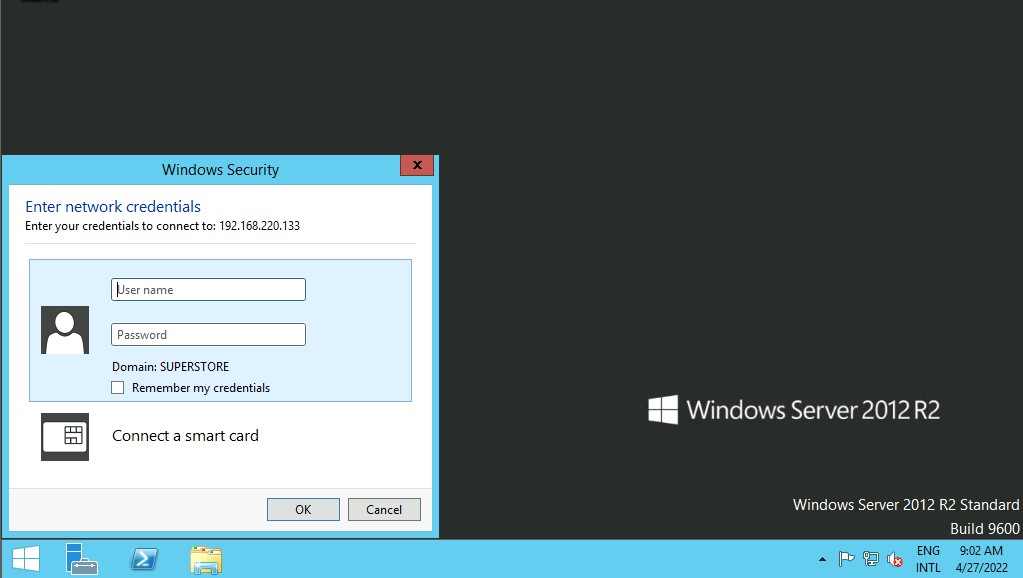 Windows Security
x
Enter network credentials
Enter your credentials to connect to: 192.168.220.133
User name
Password
Domain: SUPERSTORE
Remember my credentials
Connect a smart card
OK
Cancel
Windows Server 2012 R2
Windows Server 2012 R2 Standard
Build 9600
ENG
INTL
9:02 AM
4/27/2022